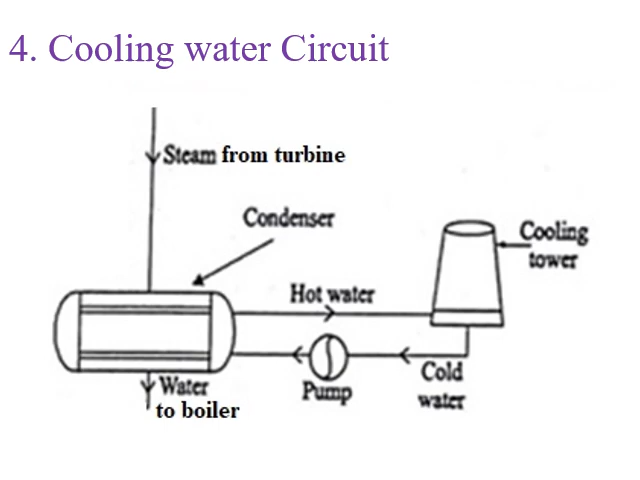 4. Cooling water Circuit
Steam from turbine
Condenser
Cooling
tower
Hot water
Cold
water
Pump
Water
to boiler